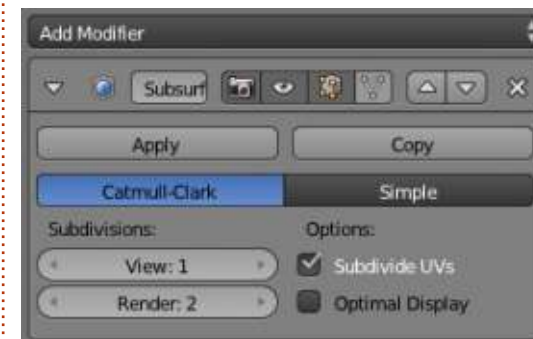 Add Modifier
Subsurf
Apply Copy
Catmull-Clark Simple
Subdivisions: Options:
View: 1 Subdivide UVs
Render: 2 Optimal Display